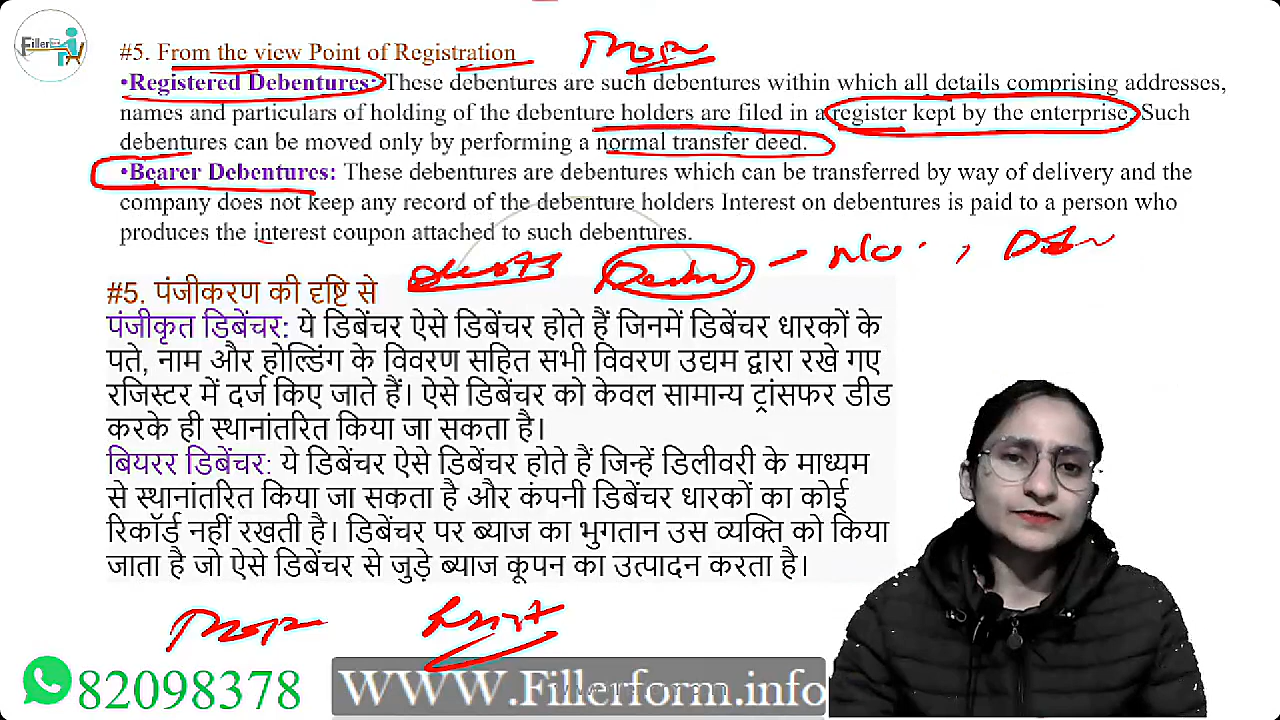 Filler
#5. From the view Point of Registration
•Registered Debentures: These debentures are such debentures within which all details comprising addresses,
names and particulars of holding of the debenture holders are filed in a register kept by the enterprise. Such
debentures can be moved only by performing a normal transfer deed.
•Bearer Debentures: These debentures are debentures which can be transferred by way of delivery and the
company does not keep any record of the debenture holders Interest on debentures is paid to a person who
produces the interest coupon attached to such debentures.
#5. पंजीकरण की दृष्टि से
पंजीकृत डिबेंचर: ये डिबेंचर ऐसे डिबेंचर होते हैं जिनमें डिबेंचर धारकों के
पते, नाम और होल्डिंग के विवरण सहित सभी विवरण उद्यम द्वारा रखे गए
रजिस्टर में दर्ज किए जाते हैं। ऐसे डिबेंचर को केवल सामान्य ट्रांसफर डीड
करके ही स्थानांतरित किया जा सकता है।
बियरर डिबेंचर: ये डिबेंचर ऐसे डिबेंचर होते हैं जिन्हें डिलीवरी के माध्यम
से स्थानांतरित किया जा सकता है और कंपनी डिबेंचर धारकों का कोई
रिकॉर्ड नहीं रखती है। डिबेंचर पर ब्याज का भुगतान उस व्यक्ति को किया
जाता है जो ऐसे डिबेंचर से जुड़े ब्याज कूपन का उत्पादन करता है।
82098378
WWW.Fillerform.info